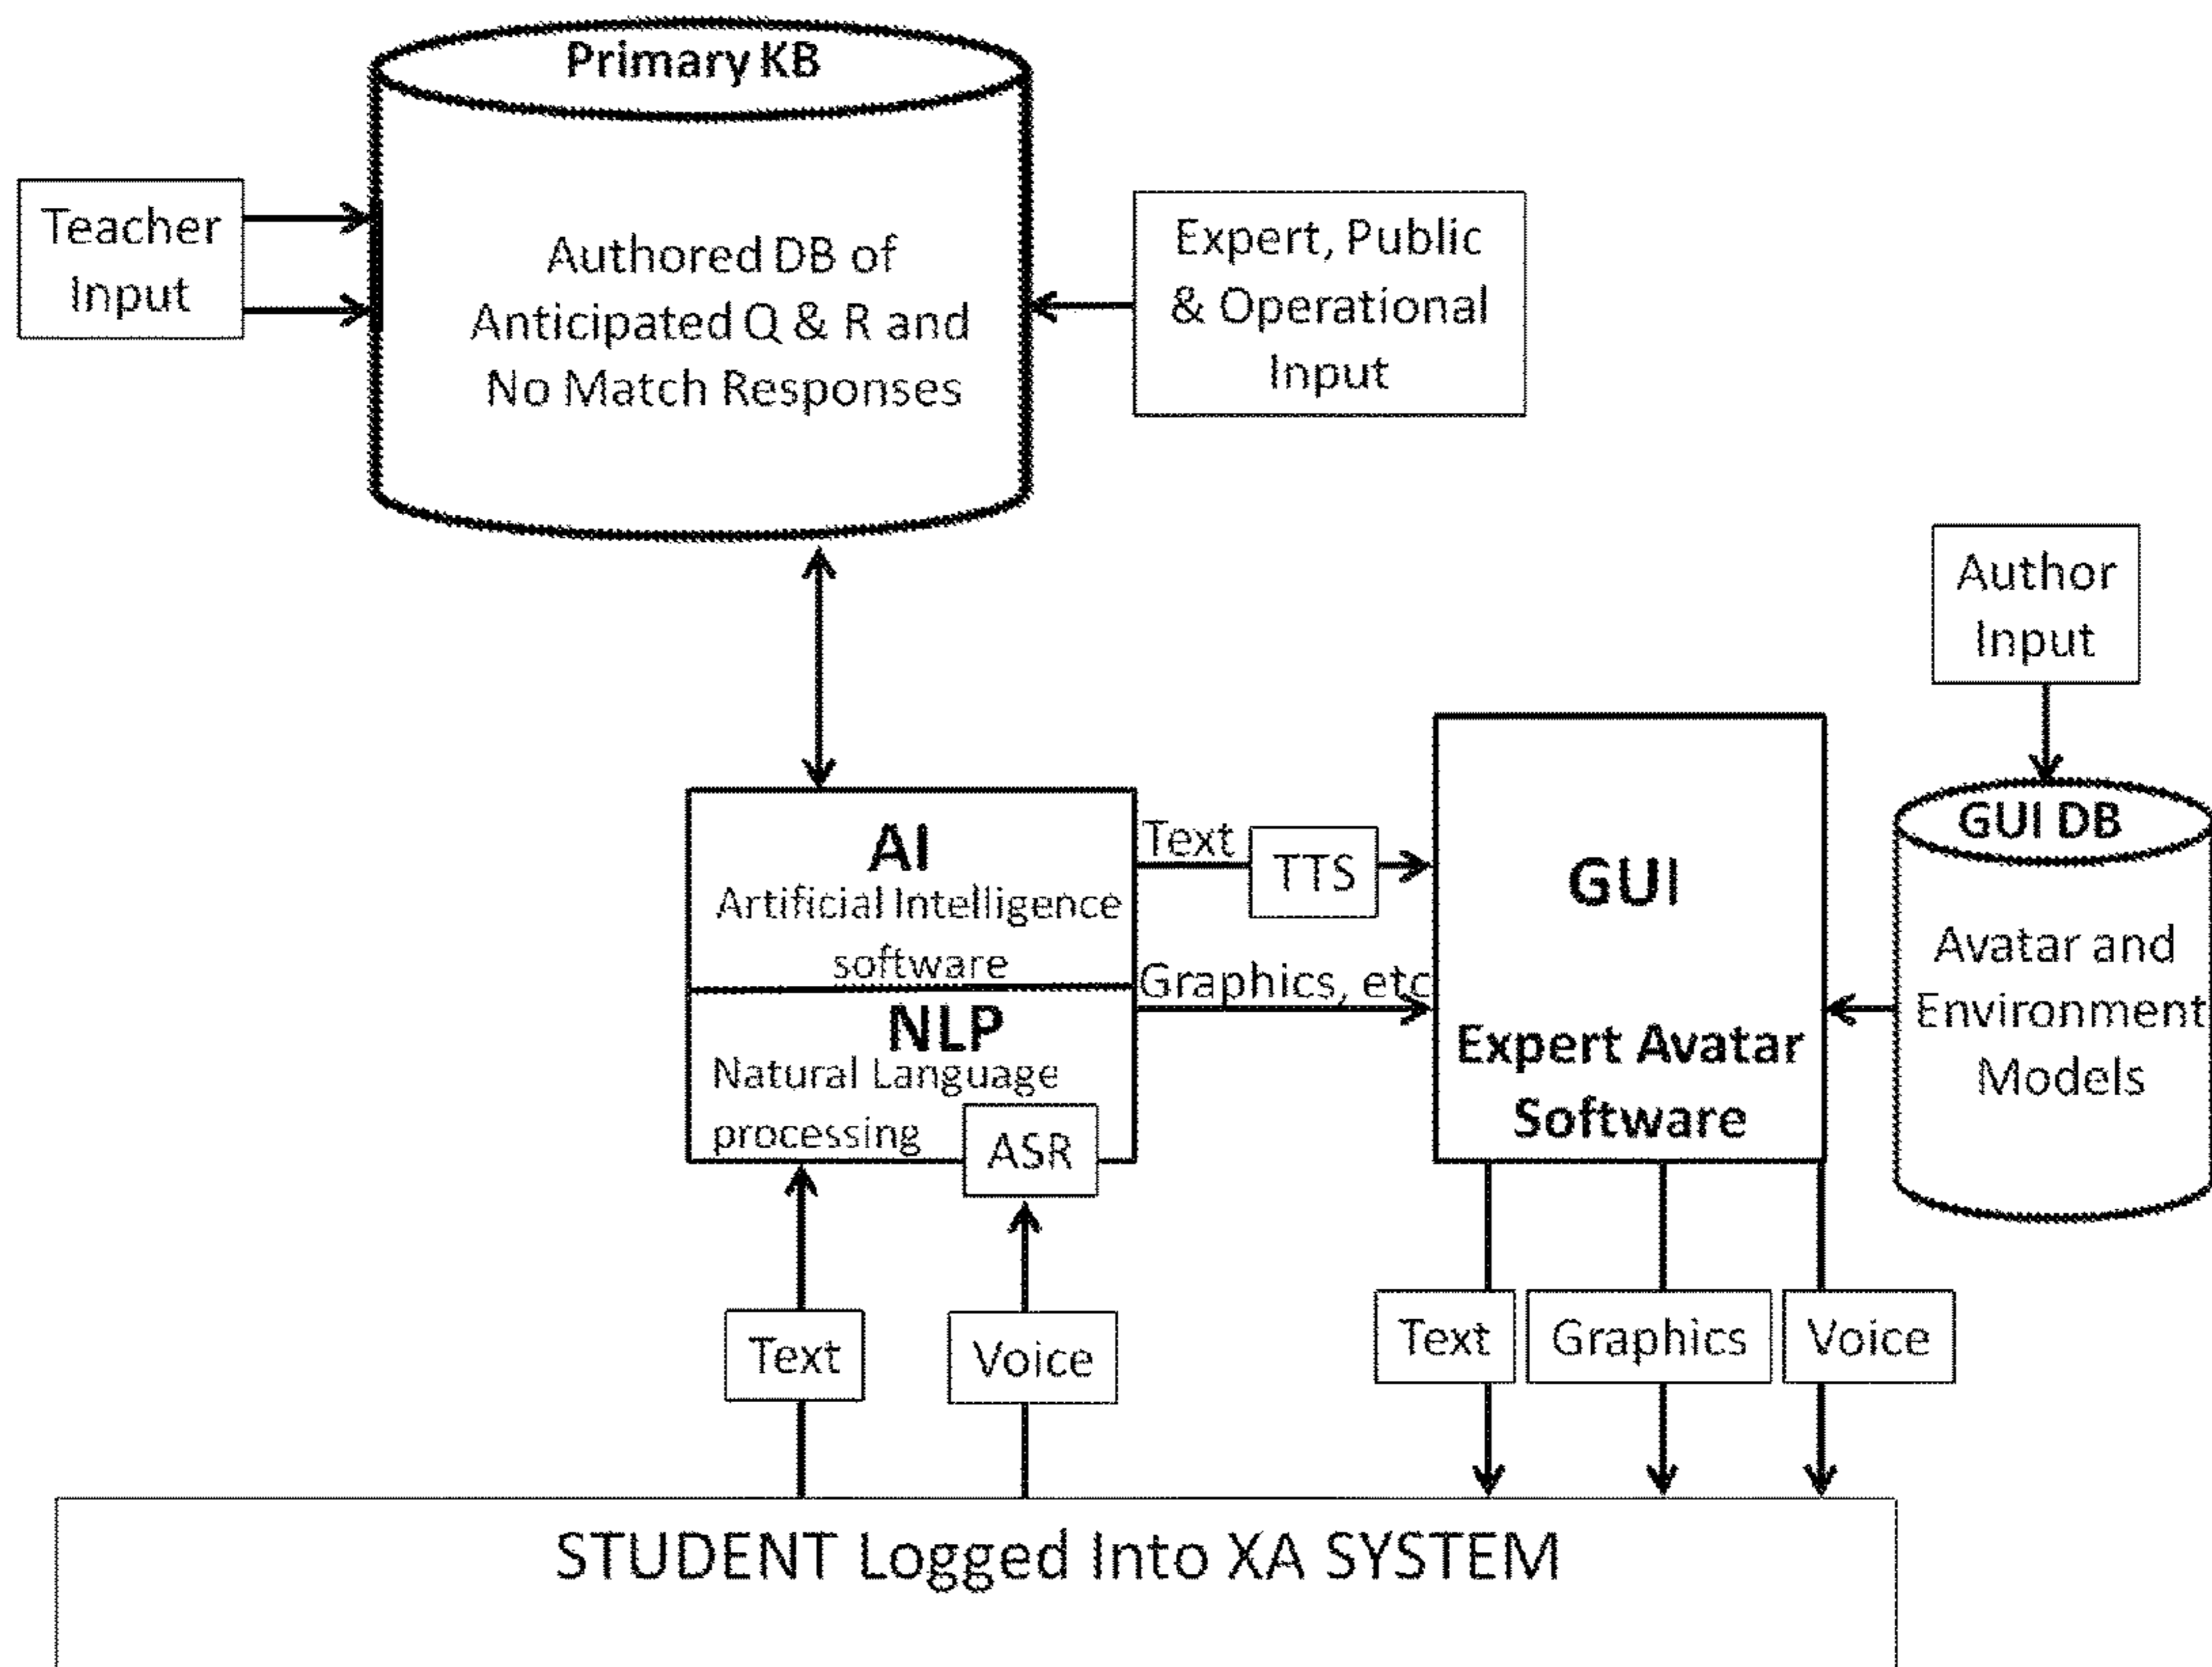 Primary KB
Teacher
Input
Authored DB of
Anticipated Q & R and
No Match Responses
Expert, Public
& Operational
Input
Author
Input
AI
Artificial Intelligence
software
NLP
Natural Language
processing
ASR
Text
TTS
Graphics, etc
GUI
Expert Avatar
Software
GUI DB
Avatar and
Environment
Models
Text
Voice
Text
Graphics
Voice
STUDENT Logged Into XA SYSTEM